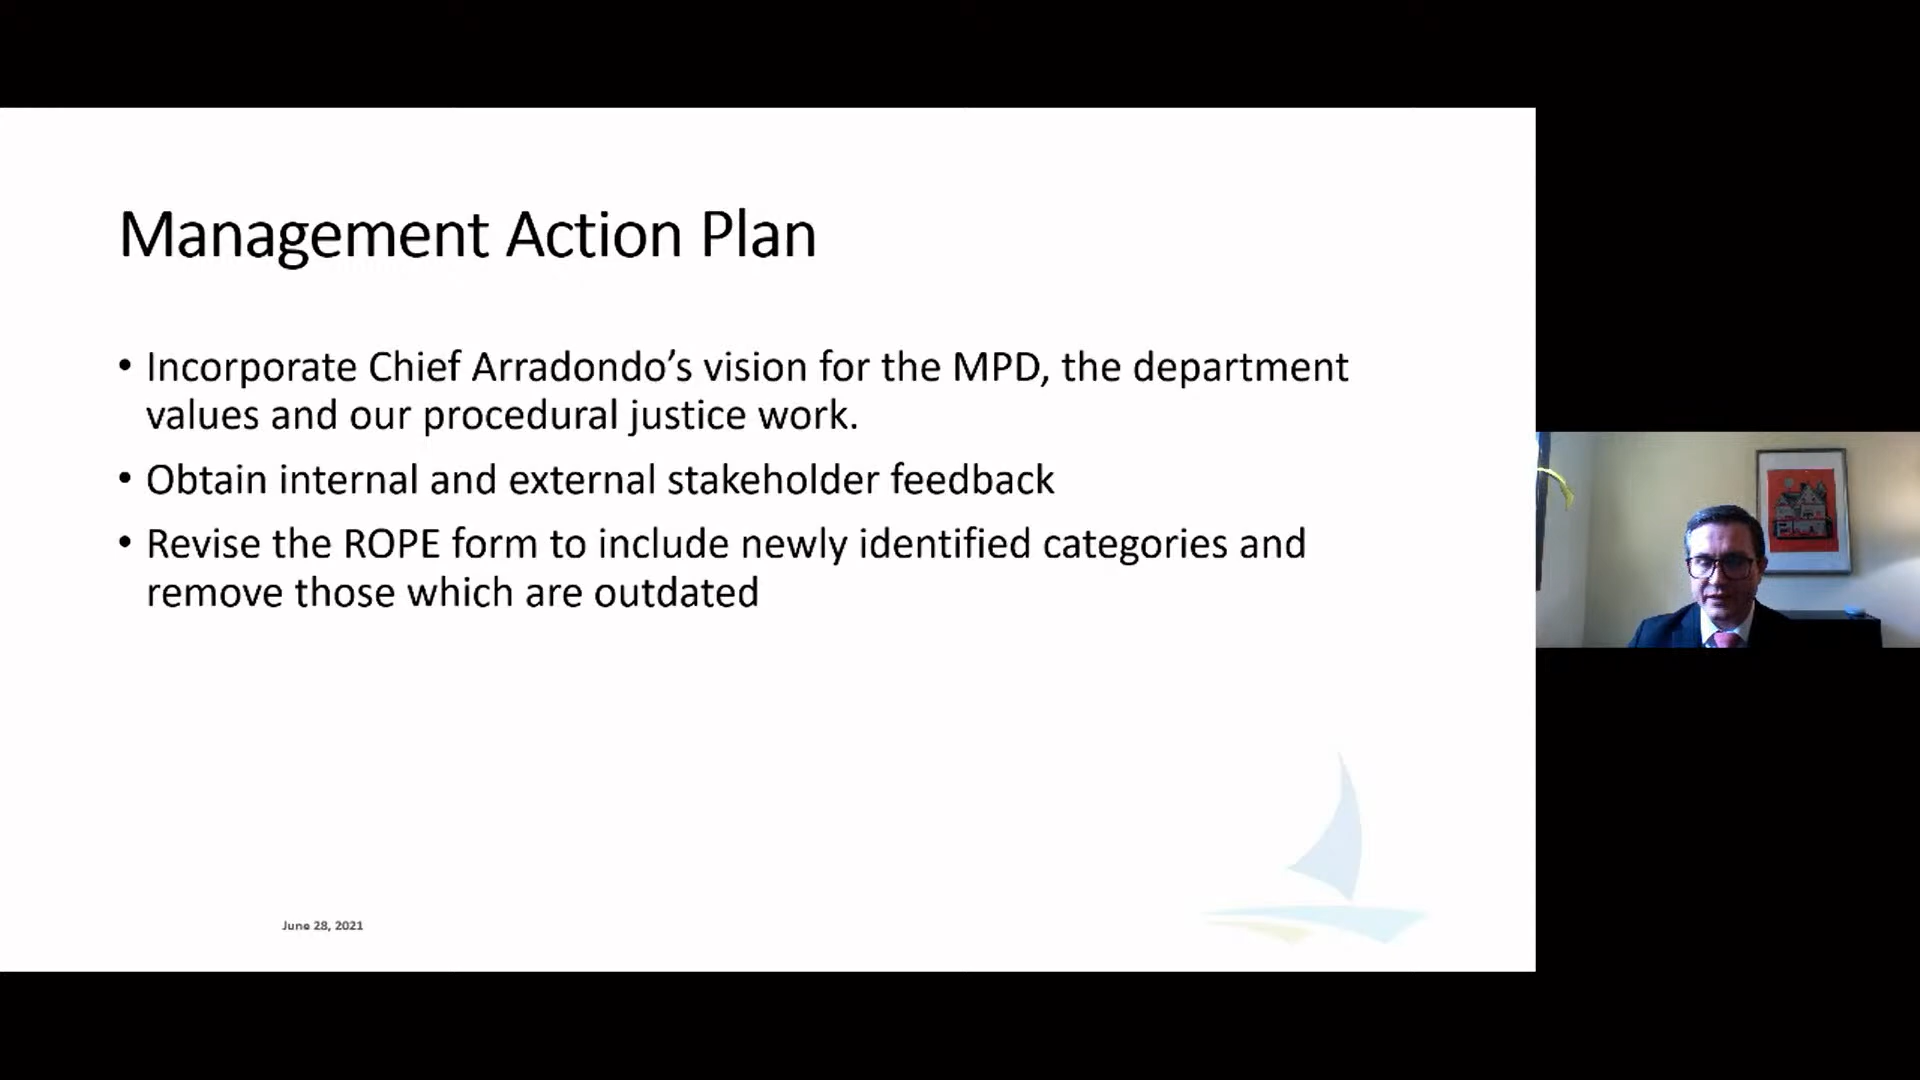 Management Action Plan
• Incorporate Chief Arradondo’s vision for the MPD, the department
values and our procedural justice work.
• Obtain internal and external stakeholder feedback
• Revise the ROPE form to include newly identified categories and
remove those which are outdated
June 28, 2021